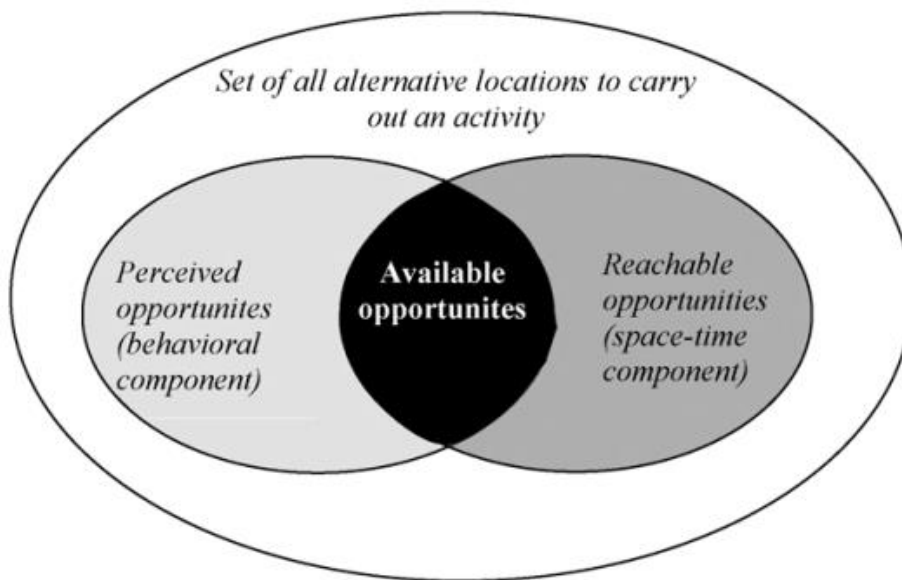 Set of all alternative locations to carry
out an activity
Perceived
opportunites
(behavioral
component)
Available
opportunites
Reachable
opportunities
(space-time
component)